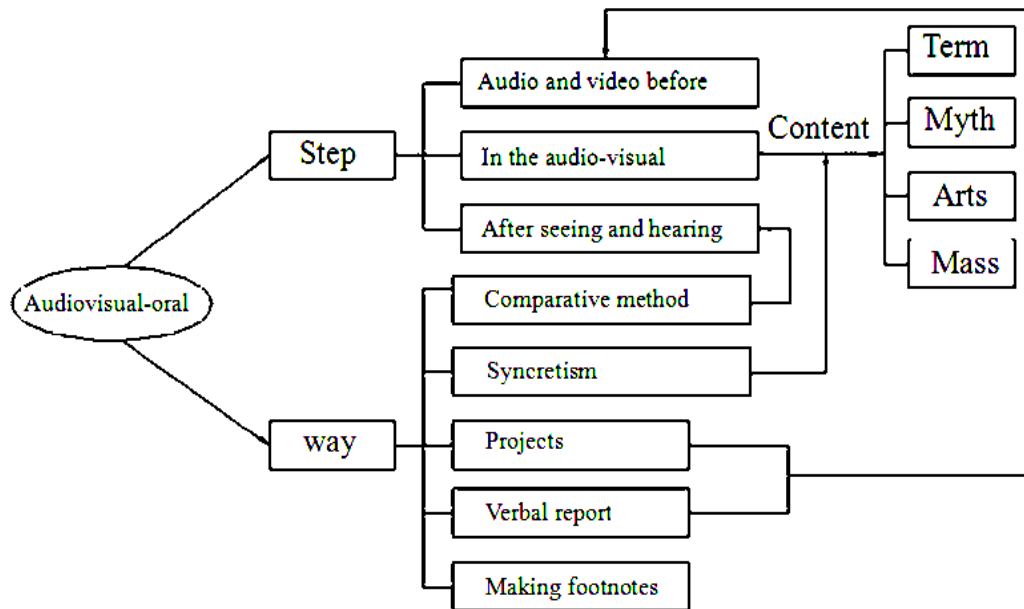 Audio and video before
Term
Step
In the audio-visual
Content
Myth
After seeing and hearing
Arts
Mass
Audiovisual-oral
Comparative method
Syncretism
way
Projects
Verbal report
Making footnotes